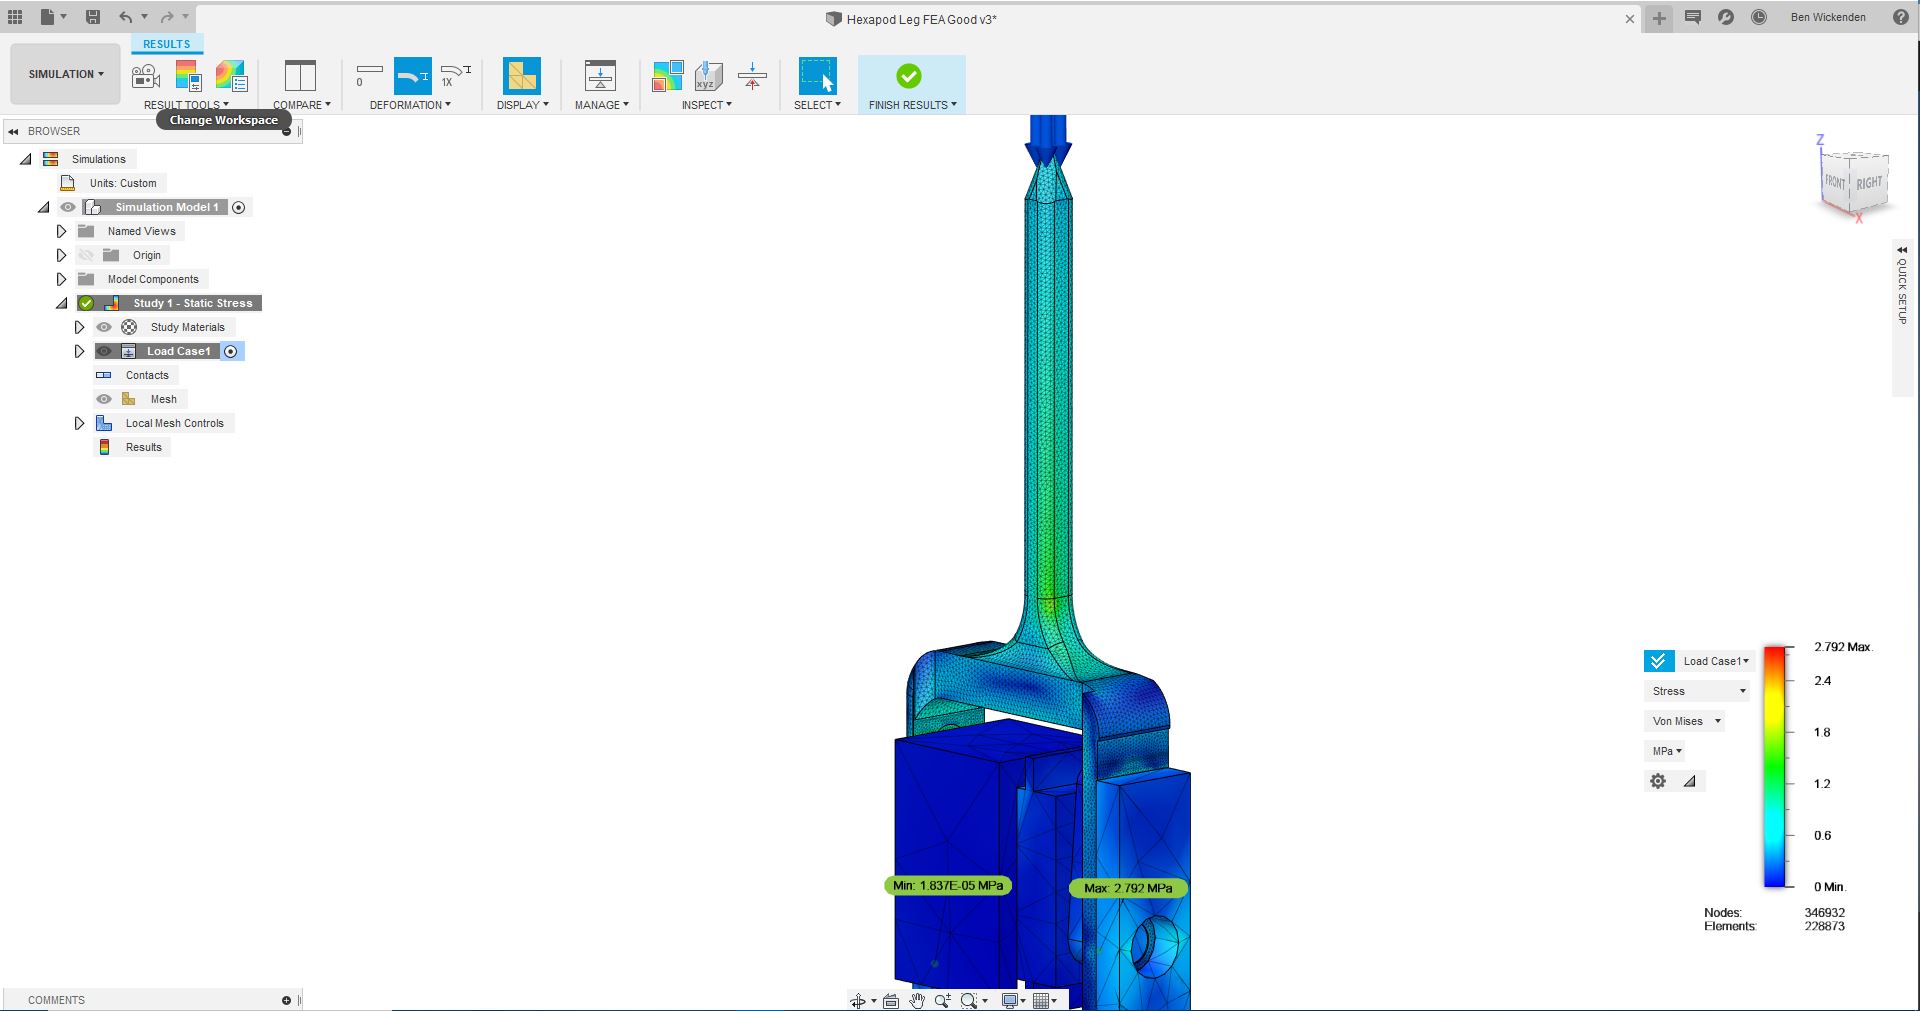 Hexapod Leg FEA Good v3*
Ben Wickenden
RESULTS
SIMULATION
0
1X
xyz
RESULT TOOLS
COMPARE
DEFORMATION
DISPLAY
MANAGE
INSPECT
SELECT
FINISH RESULTS
Change Workspace
BROWSER
Simulations
Units: Custom
Simulation Model 1
Named Views
Origin
Model Components
Study 1 - Static Stress
Study Materials
Load Case1
Contacts
Mesh
Local Mesh Controls
Results
Z
FRONT
RIGHT
X
QUICK SETUP
Load Case1
Stress
Von Mises
MPa
2.792 Max.
2.4
1.8
1.2
0.6
0 Min.
Nodes: 346932
Elements: 228873
Min: 1.837E-05 MPa
Max: 2.792 MPa
COMMENTS